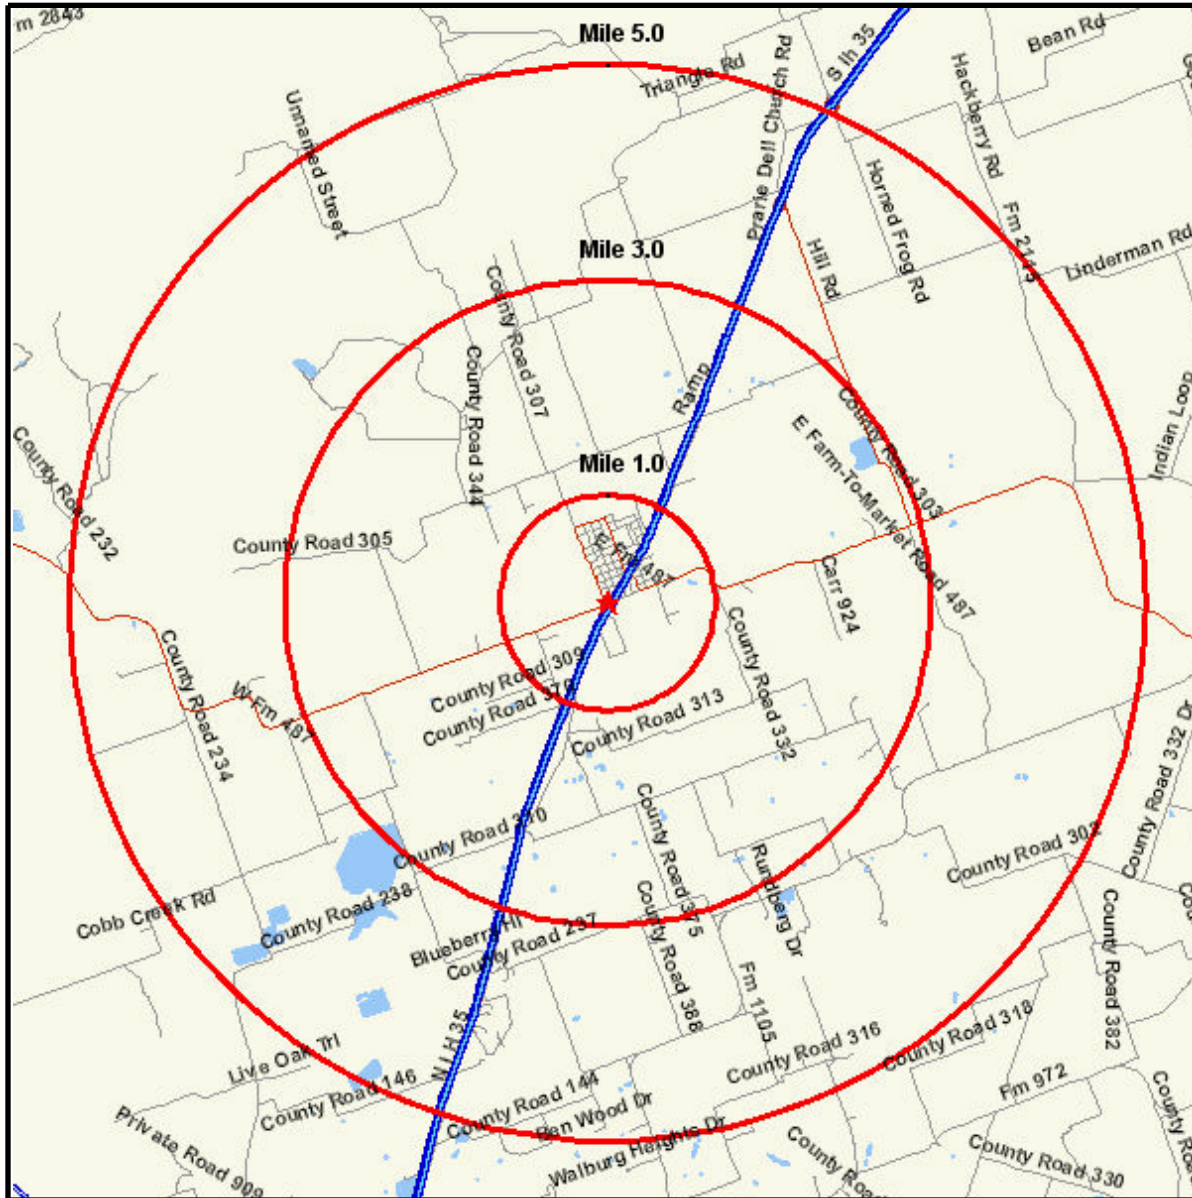 m 2843
Mile 5.0
Bean Rd
Triangle Rd
S Ih 35
Prarie Dell Church Rd
Hackberry Rd
Unnamed Street
Horned Frog Rd
Fm 2115
Linderman Rd
Hill Rd
Mile 3.0
County Road 307
County Road 344
Ramp
County Road 303
Indian Loop
E Farm-To-Market Road 487
Mile 1.0
County Road 232
County Road 305
E Fm 487
Carr 924
County Road 309
County Road 332
County Road 234
W Fm 487
County Road 313
County Road 332 Dr
County Road 310
County Road 375
Rundberg Dr
County Road 302
Cobb Creek Rd
County Road 238
Blueberry Hl
County Road 237
County Road 388
County Road 382
Fm 1105
N I H 35
County Road 316
County Road 318
Live Oak Trl
County Road 146
County Road 144
Ben Wood Dr
Fm 972
Private Road 909
Walburg Heights Dr
County Road
County Road 330
County Roa